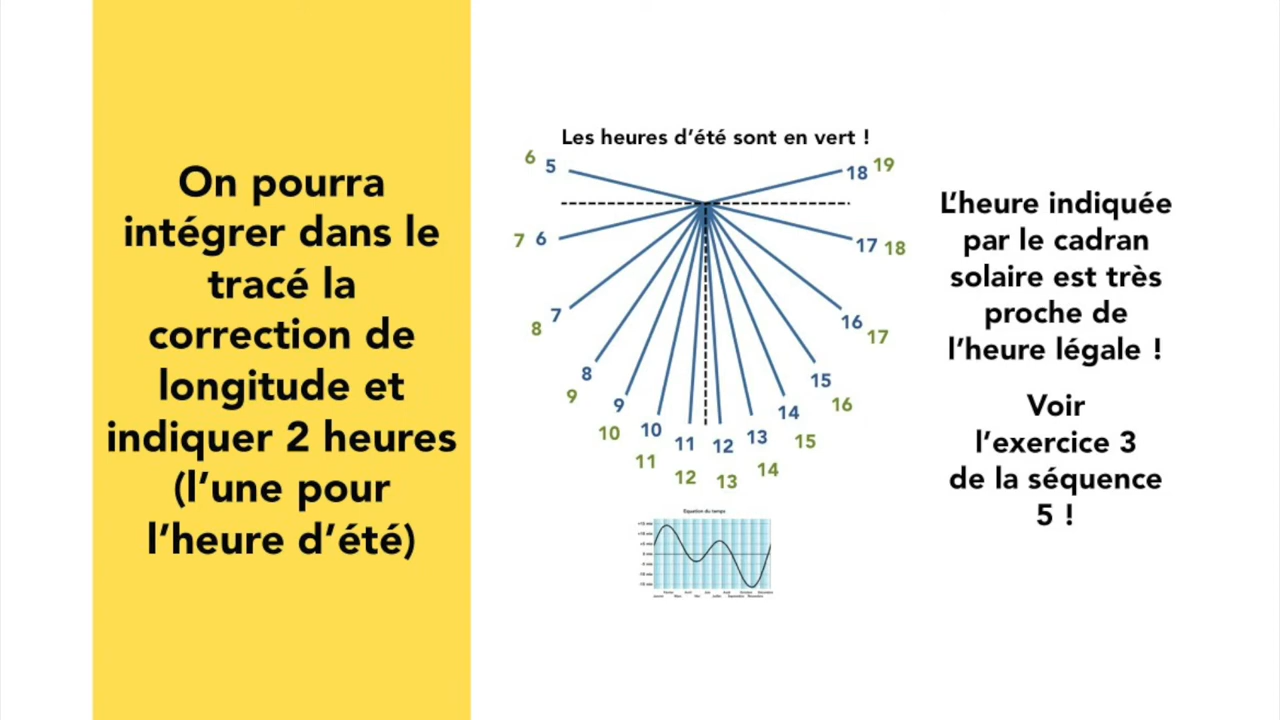 On pourra
intégrer dans le
tracé la
correction de
longitude et
indiquer 2 heures
(l’une pour
l’heure d’été)
Les heures d’été sont en vert !
6 5 18 19
7 6 17 18
8 7 16 17
9 8 15 16
10 9 14 15
11 10 13 14
12 11 12 13
Equation du temps
L’heure indiquée
par le cadran
solaire est très
proche de
l’heure légale !
Voir
l’exercice 3
de la séquence
5 !